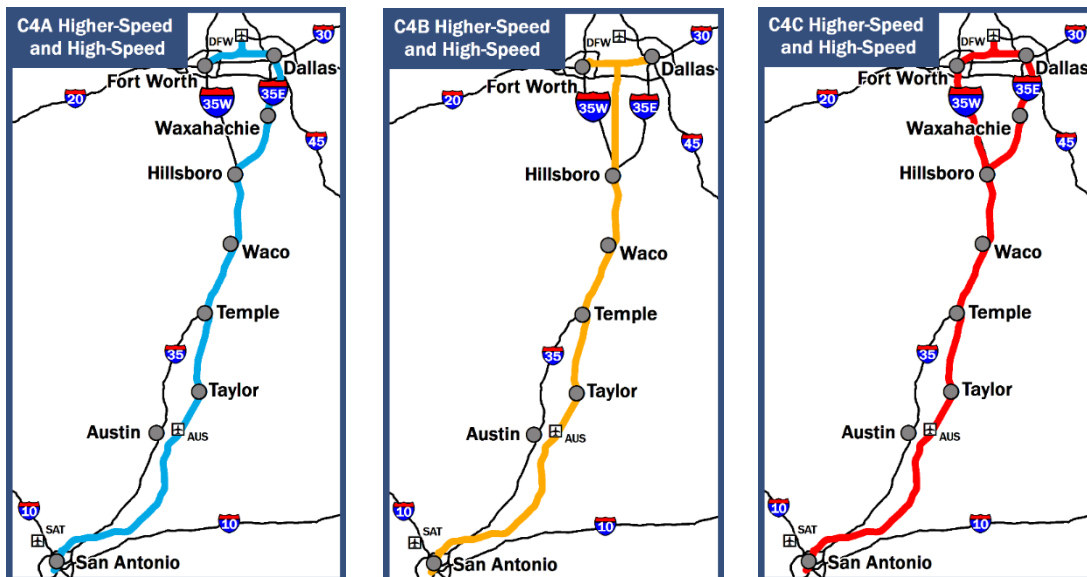 C4A Higher-Speed
and High-Speed
DFW
30
Fort Worth
Dallas
20
35W
35E
Waxahachie
45
Hillsboro
Waco
Temple
35
Taylor
Austin
AUS
10
SAT
10
San Antonio
C4B Higher-Speed
and High-Speed
DFW
30
Dallas
Fort Worth
20
35W
35E
45
Hillsboro
Waco
Temple
35
Taylor
Austin
AUS
10
SAT
10
San Antonio
C4C Higher-Speed
and High-Speed
DFW
30
Fort Worth
Dallas
20
35W
35E
Waxahachie
45
Hillsboro
Waco
Temple
35
Taylor
Austin
AUS
10
SAT
10
San Antonio